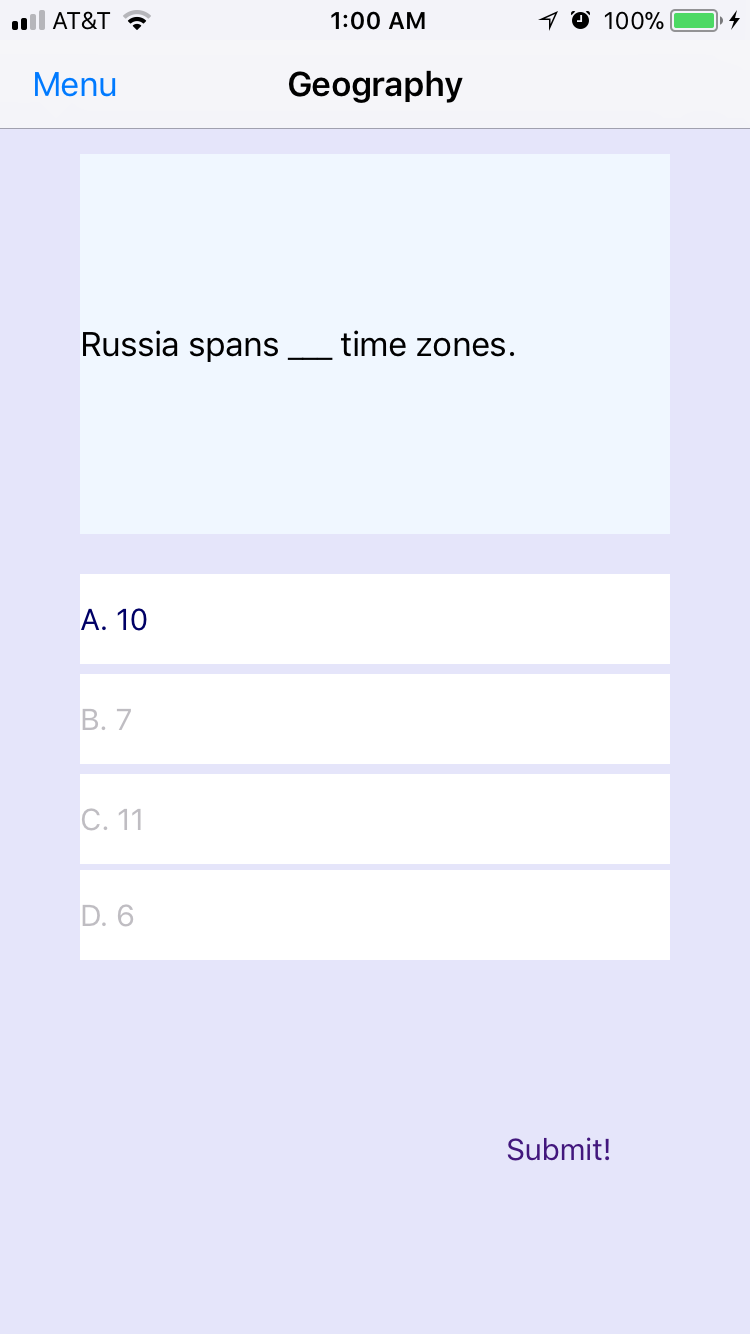 AT&T 1:00 AM 100%
Menu Geography
Russia spans ___ time zones.
A. 10
B. 7
C. 11
D. 6
Submit!